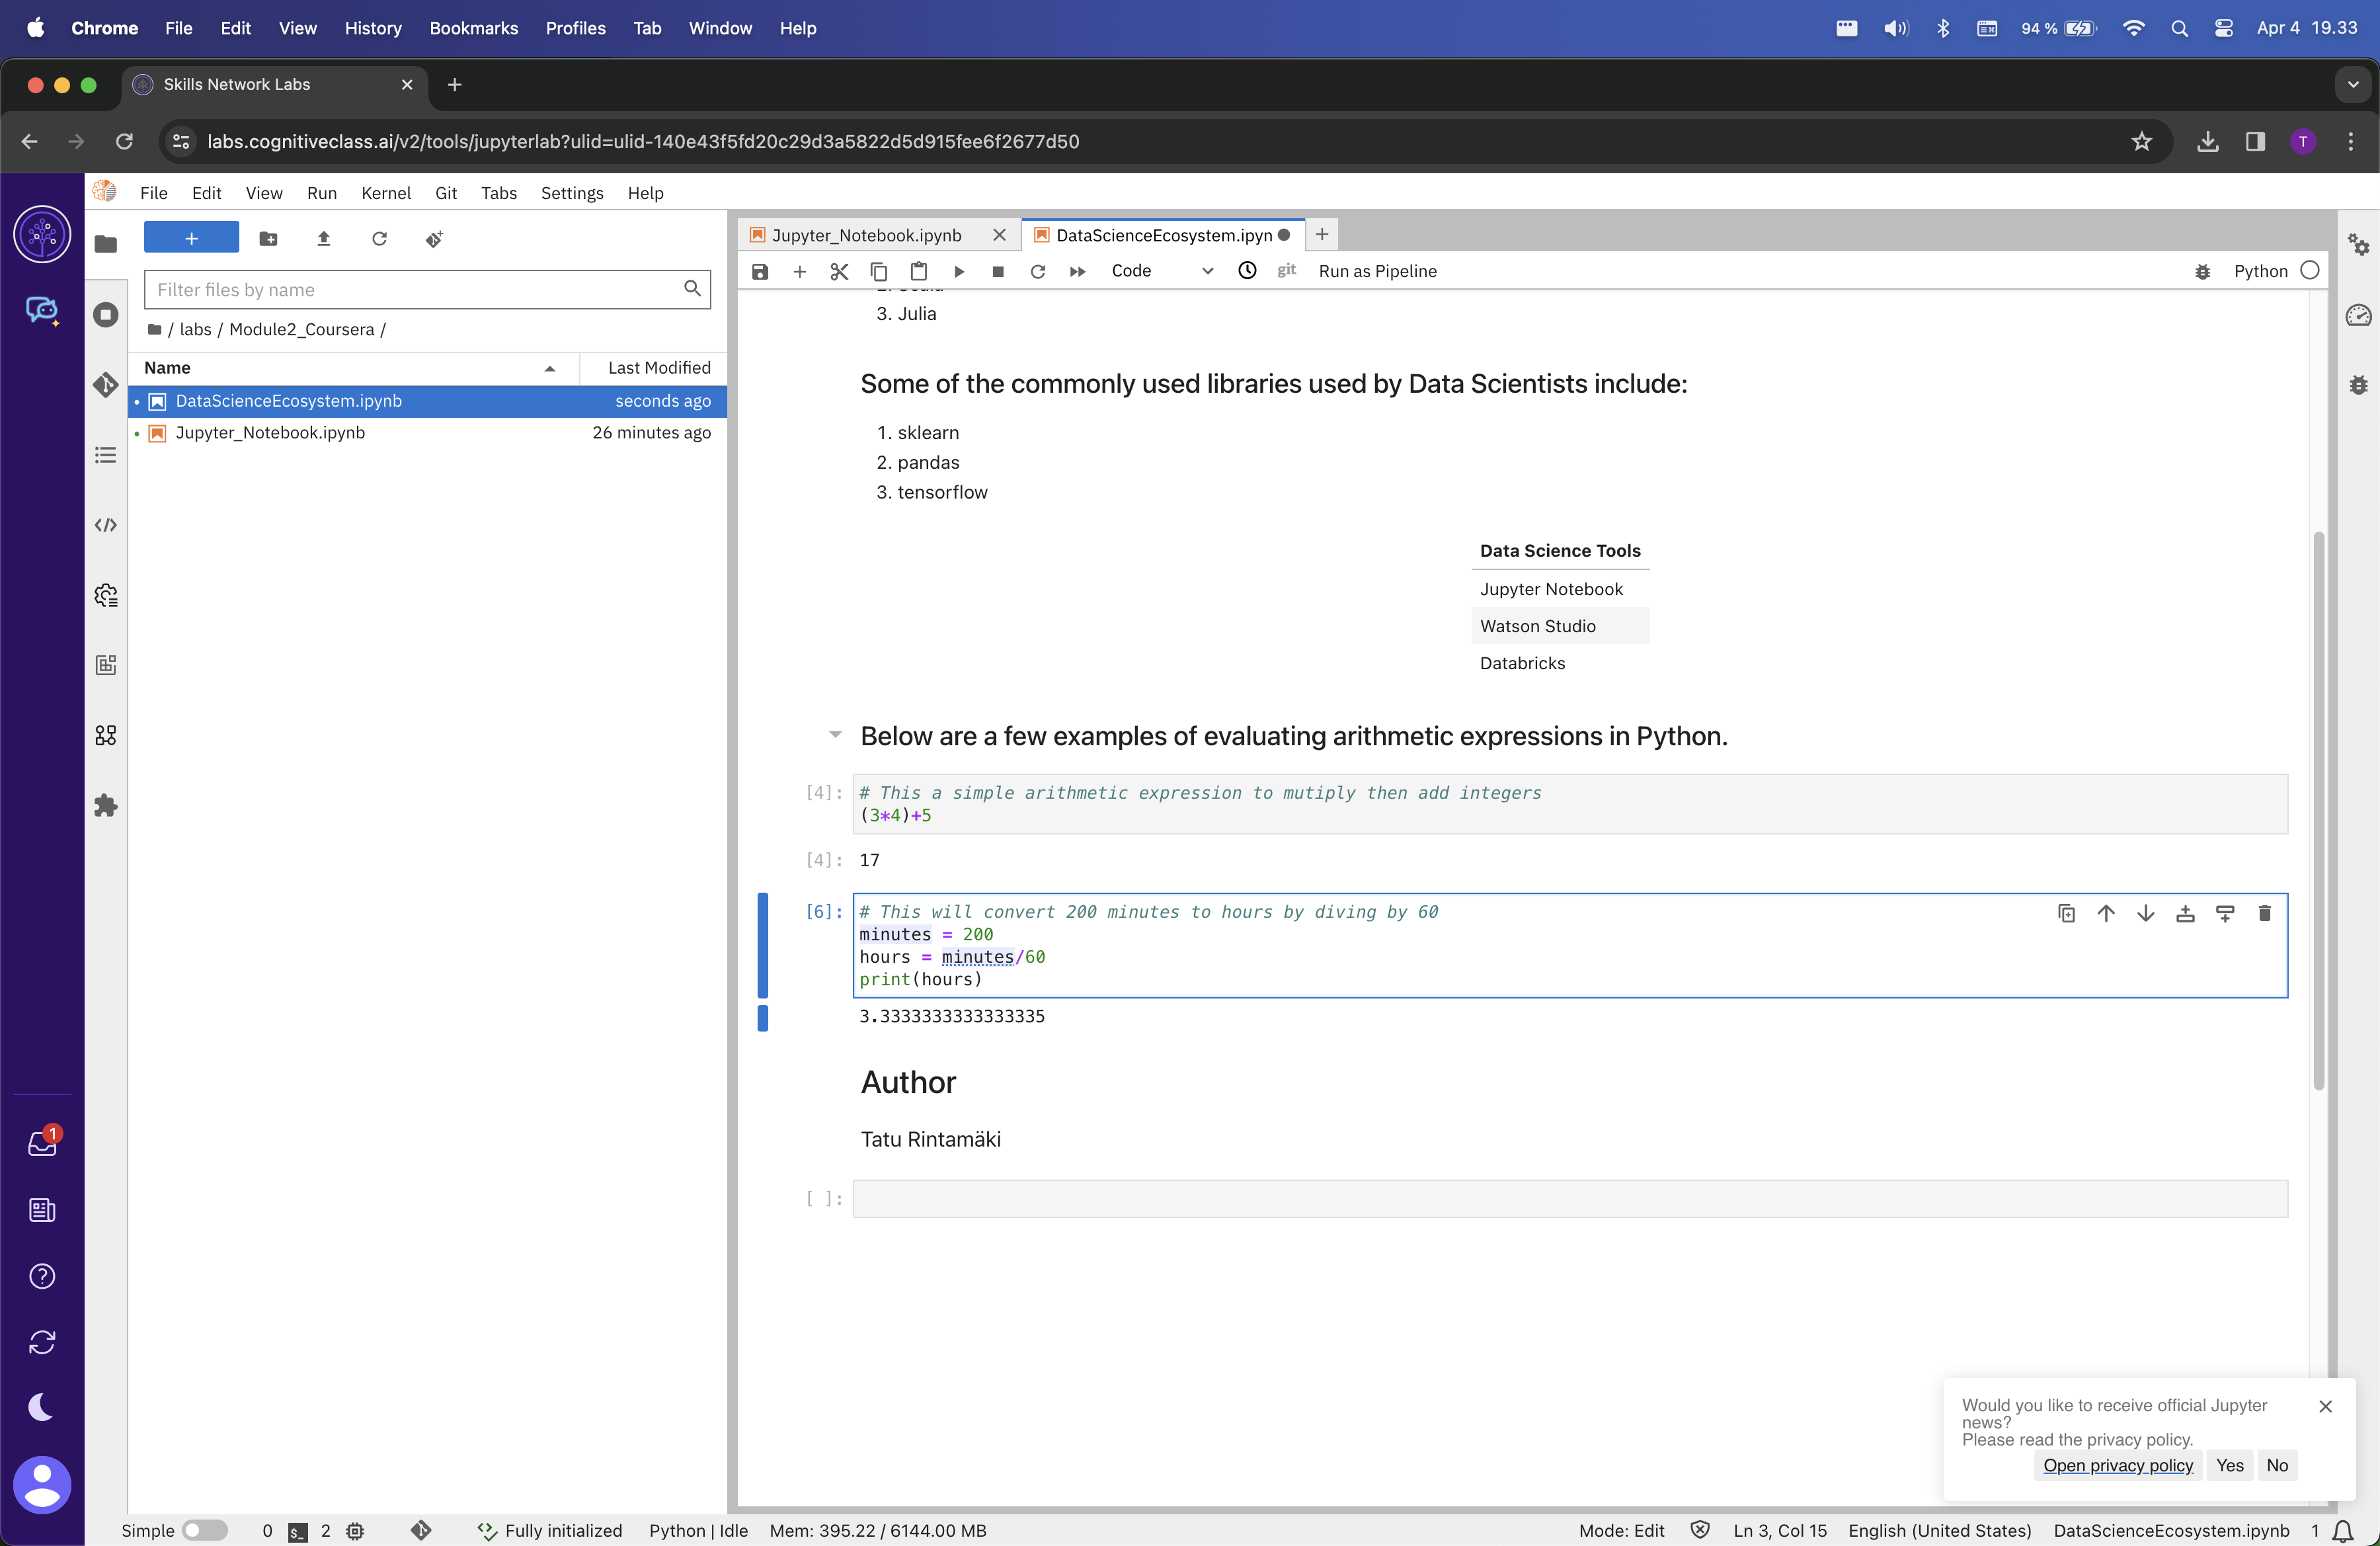 Chrome File Edit View History Bookmarks Profiles Tab Window Help 94 % Apr 4 19.33
Skills Network Labs
labs.cognitiveclass.ai/v2/tools/jupyterlab?ulid=ulid-140e43f5fd20c29d3a5822d5d915fee6f2677d50 T
File Edit View Run Kernel Git Tabs Settings Help
Jupyter_Notebook.ipynb DataScienceEcosystem.ipyn
Code git Run as Pipeline Python
Filter files by name
/ labs / Module2_Coursera /
Name Last Modified
DataScienceEcosystem.ipynb seconds ago
Jupyter_Notebook.ipynb 26 minutes ago
3. Julia
Some of the commonly used libraries used by Data Scientists include:
1. sklearn
2. pandas
3. tensorflow
Data Science Tools
Jupyter Notebook
Watson Studio
Databricks
Below are a few examples of evaluating arithmetic expressions in Python.
[4]: # This a simple arithmetic expression to mutiply then add integers
(3*4)+5
[4]: 17
[6]: # This will convert 200 minutes to hours by diving by 60
minutes = 200
hours = minutes/60
print(hours)
3.3333333333333335
Author
Tatu Rintamäki
[ ]:
1
Would you like to receive official Jupyter
news?
Please read the privacy policy.
Open privacy policy Yes No
Simple 0 $_ 2 Fully initialized Python | Idle Mem: 395.22 / 6144.00 MB Mode: Edit Ln 3, Col 15 English (United States) DataScienceEcosystem.ipynb 1